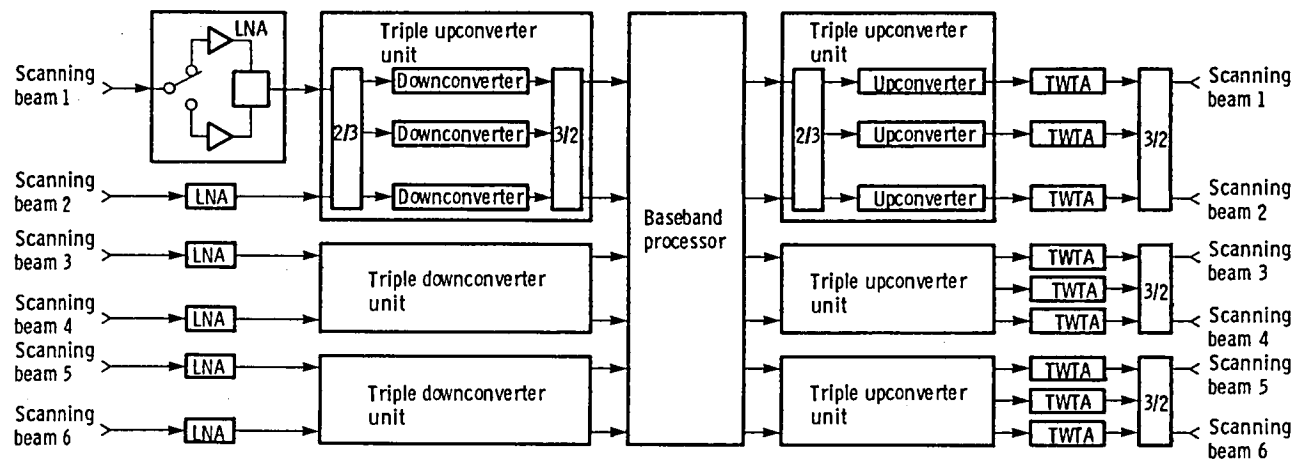 LNA
Triple upconverter
unit
Scanning
beam 1
2/3
Downconverter
Downconverter
Downconverter
3/2
Scanning
beam 2
LNA
Scanning
beam 3
LNA
Triple downconverter
unit
Scanning
beam 4
LNA
Scanning
beam 5
LNA
Triple downconverter
unit
Scanning
beam 6
LNA
Baseband
processor
Triple upconverter
unit
2/3
Upconverter
Upconverter
Upconverter
TWTA
TWTA
TWTA
3/2
Scanning
beam 1
Scanning
beam 2
Triple upconverter
unit
TWTA
TWTA
TWTA
3/2
Scanning
beam 3
Scanning
beam 4
Triple upconverter
unit
TWTA
TWTA
TWTA
3/2
Scanning
beam 5
Scanning
beam 6